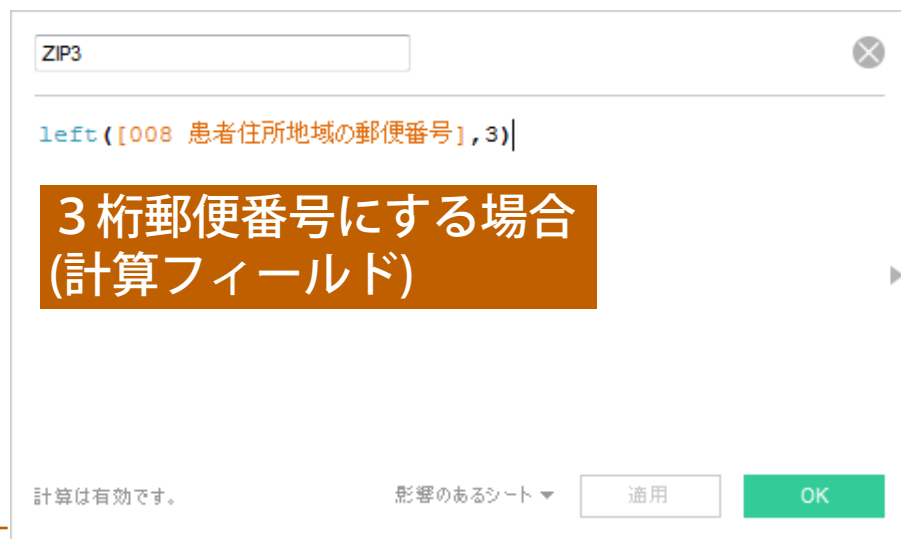 ZIP3
left([008 患者住所地域の郵便番号],3)
３桁郵便番号にする場合
(計算フィールド)
計算は有効です。 影響のあるシート 適用 OK